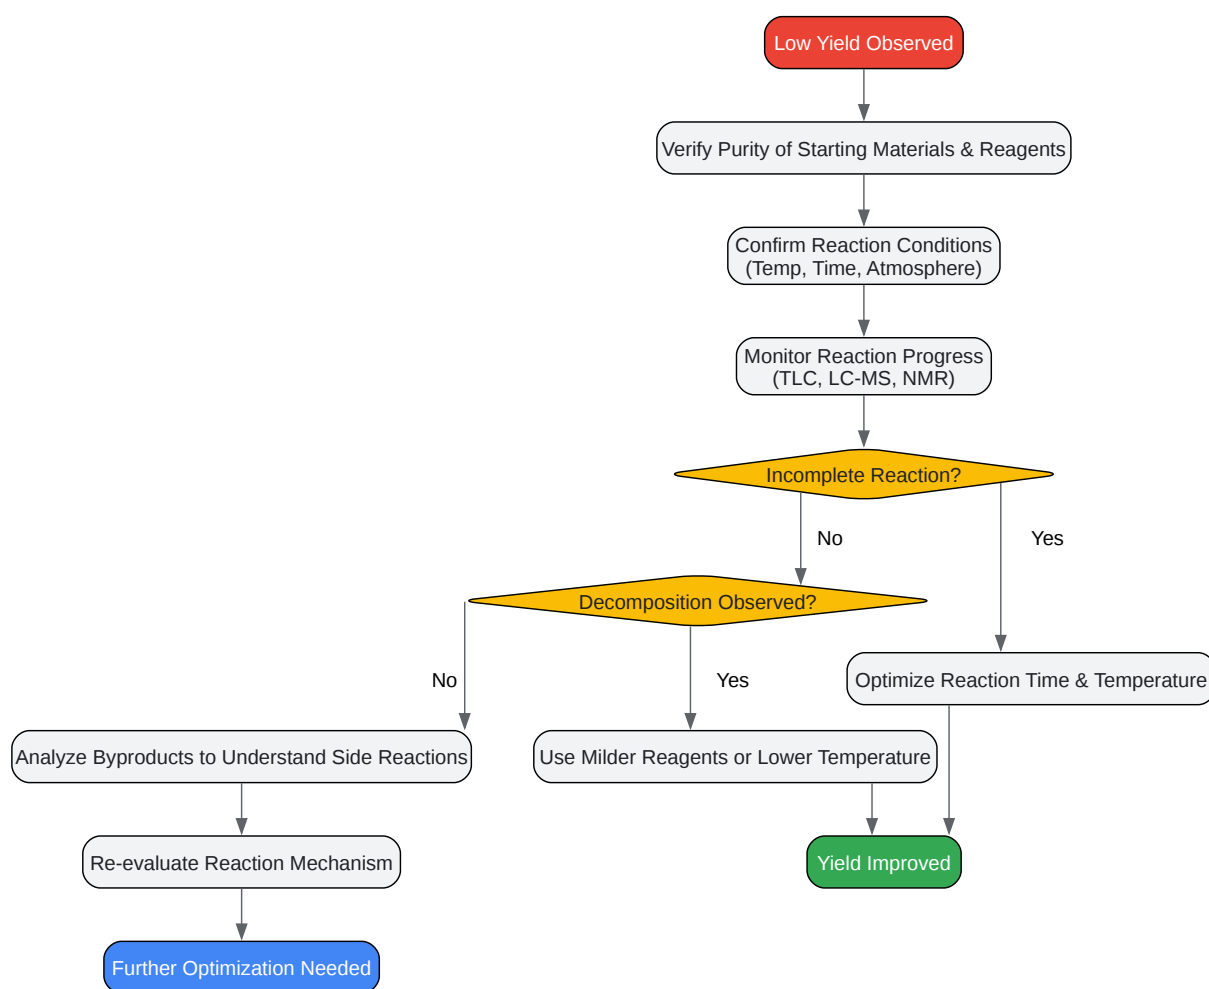 Low Yield Observed
Verify Purity of Starting Materials & Reagents
Confirm Reaction Conditions
(Temp, Time, Atmosphere)
Monitor Reaction Progress
(TLC, LC-MS, NMR)
Incomplete Reaction?
No
Yes
Decomposition Observed?
No
Yes
Optimize Reaction Time & Temperature
Analyze Byproducts to Understand Side Reactions
Use Milder Reagents or Lower Temperature
Re-evaluate Reaction Mechanism
Yield Improved
Further Optimization Needed